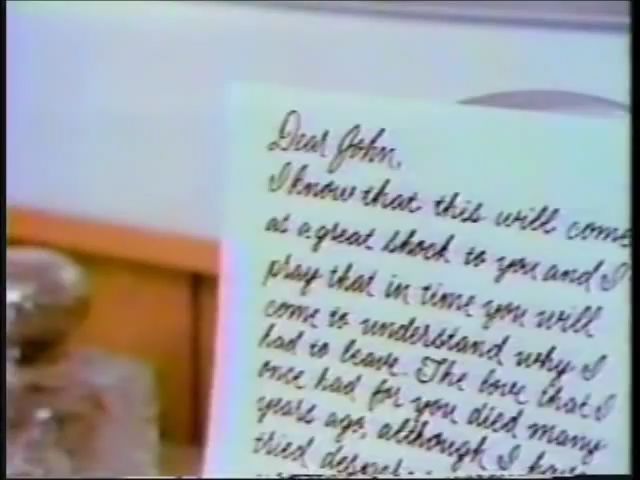 Dear John,
I know that this will come
as a great shock to you and I
pray that in time you will
come to understand why I
had to leave. The love that I
once had for you died many
years ago, although I have
tried